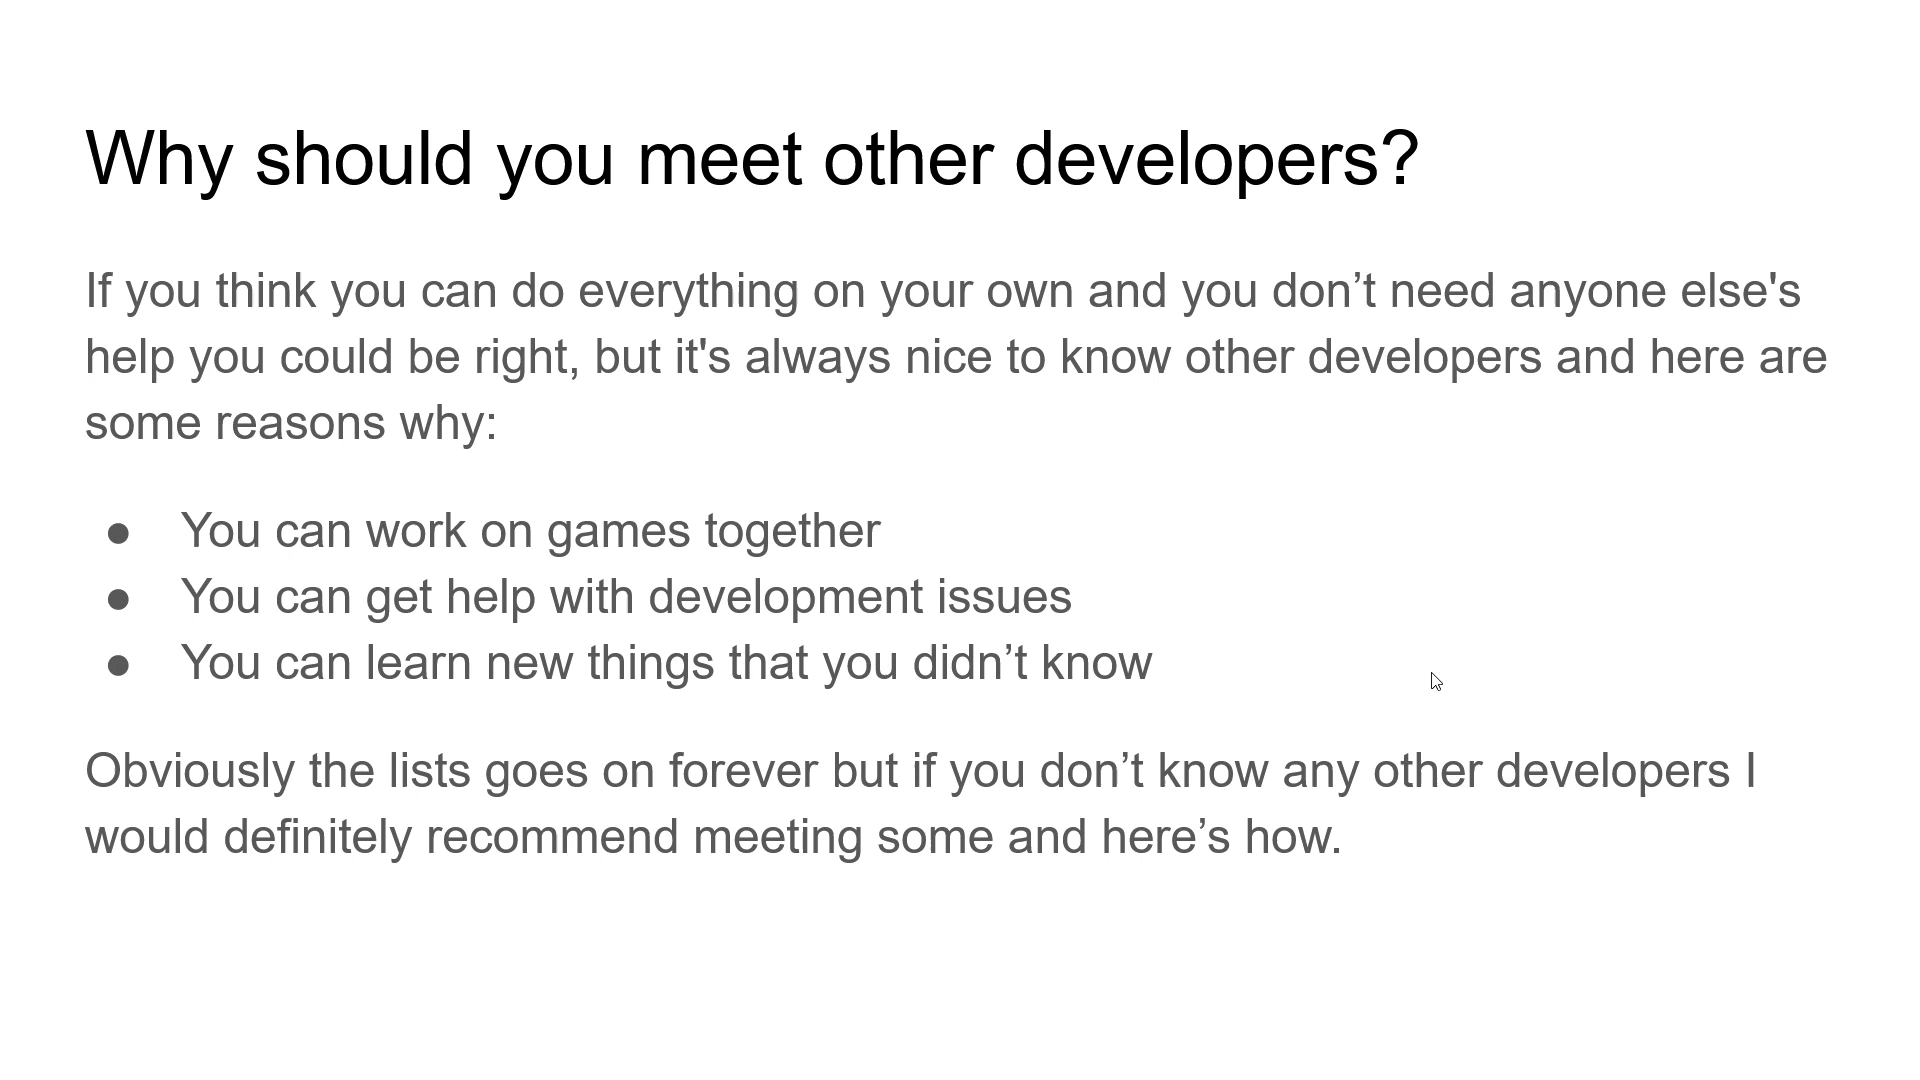 Why should you meet other developers?
If you think you can do everything on your own and you don’t need anyone else's
help you could be right, but it's always nice to know other developers and here are
some reasons why:
● You can work on games together
● You can get help with development issues
● You can learn new things that you didn’t know
Obviously the lists goes on forever but if you don’t know any other developers I
would definitely recommend meeting some and here’s how.